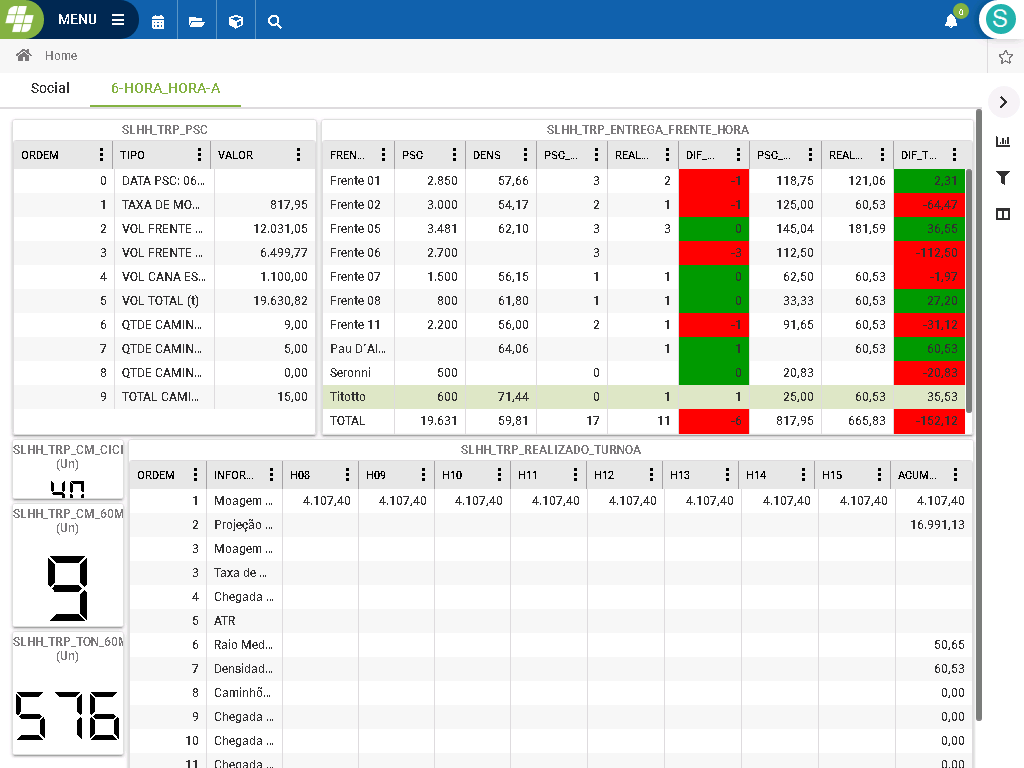 MENU
0
S
Home
Social 6-HORA_HORA-A
SLHH_TRP_PSC
ORDEM TIPO VALOR
0 DATA PSC: 06...
1 TAXA DE MO... 817,95
2 VOL FRENTE ... 12.031,05
3 VOL FRENTE ... 6.499,77
4 VOL CANA ES... 1.100,00
5 VOL TOTAL (t) 19.630,82
6 QTDE CAMIN... 9,00
7 QTDE CAMIN... 5,00
8 QTDE CAMIN... 0,00
9 TOTAL CAMI... 15,00
SLHH_TRP_ENTREGA_FRENTE_HORA
FREN... PSC DENS PSC_... REAL... DIF_... PSC_... REAL... DIF_T...
Frente 01 2.850 57,66 3 2 -1 118,75 121,06 2,31
Frente 02 3.000 54,17 2 1 -1 125,00 60,53 -64,47
Frente 05 3.481 62,10 3 3 0 145,04 181,59 36,55
Frente 06 2.700 3 -3 112,50 -112,50
Frente 07 1.500 56,15 1 1 0 62,50 60,53 -1,97
Frente 08 800 61,80 1 1 0 33,33 60,53 27,20
Frente 11 2.200 56,00 2 1 -1 91,65 60,53 -31,12
Pau D´Al... 64,06 1 1 60,53 60,53
Seronni 500 0 0 20,83 -20,83
Titotto 600 71,44 0 1 1 25,00 60,53 35,53
TOTAL 19.631 59,81 17 11 -6 817,95 665,83 -152,12
SLHH_TRP_CM_CICI
(Un)
SLHH_TRP_CM_60M
(Un)
9
SLHH_TRP_TON_60M
(Un)
576
SLHH_TRP_REALIZADO_TURNOA
ORDEM INFOR... H08 H09 H10 H11 H12 H13 H14 H15 ACUM...
1 Moagem ... 4.107,40 4.107,40 4.107,40 4.107,40 4.107,40 4.107,40 4.107,40 4.107,40 4.107,40
2 Projeção ... 16.991,13
3 Moagem ...
3 Taxa de ...
4 Chegada ...
5 ATR
6 Raio Med... 50,65
7 Densidad... 60,53
8 Caminhõ... 0,00
9 Chegada ... 0,00
10 Chegada ... 0,00
11 Chegada ... 0,00